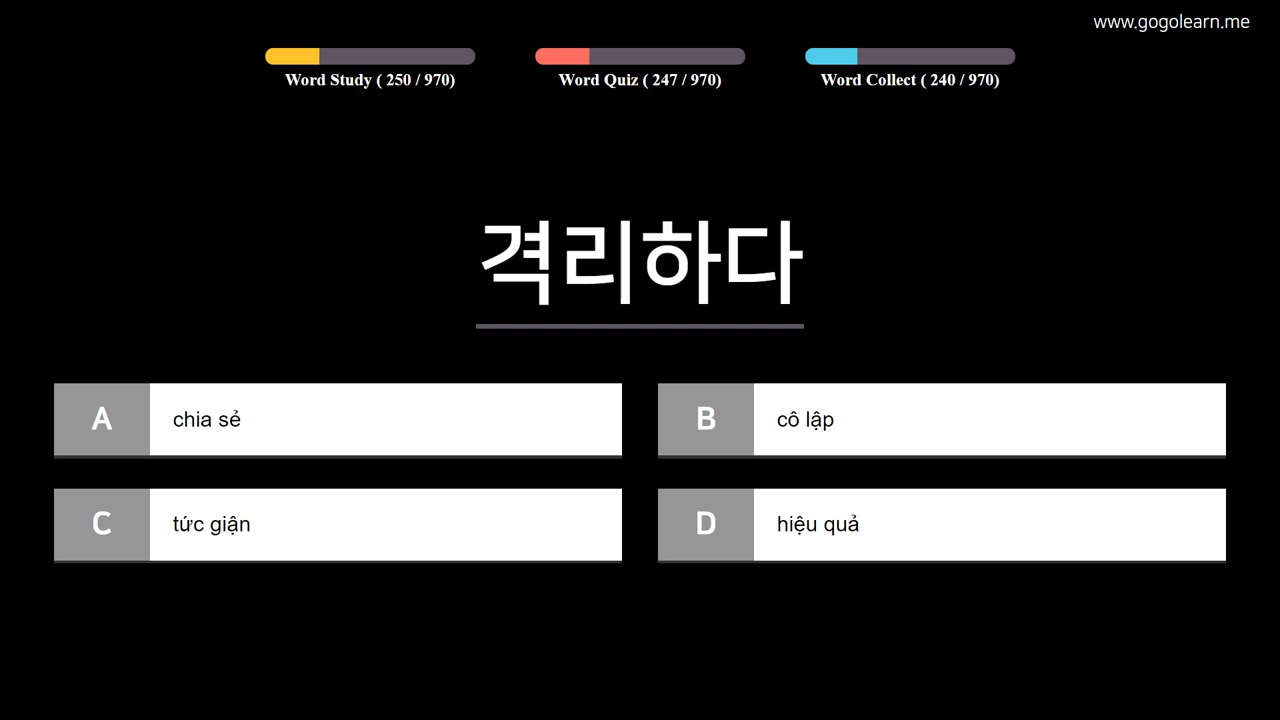 www.gogolearn.me
Word Study ( 250 / 970)
Word Quiz ( 247 / 970)
Word Collect ( 240 / 970)
격리하다
A chia sẻ
B cô lập
C tức giận
D hiệu quả